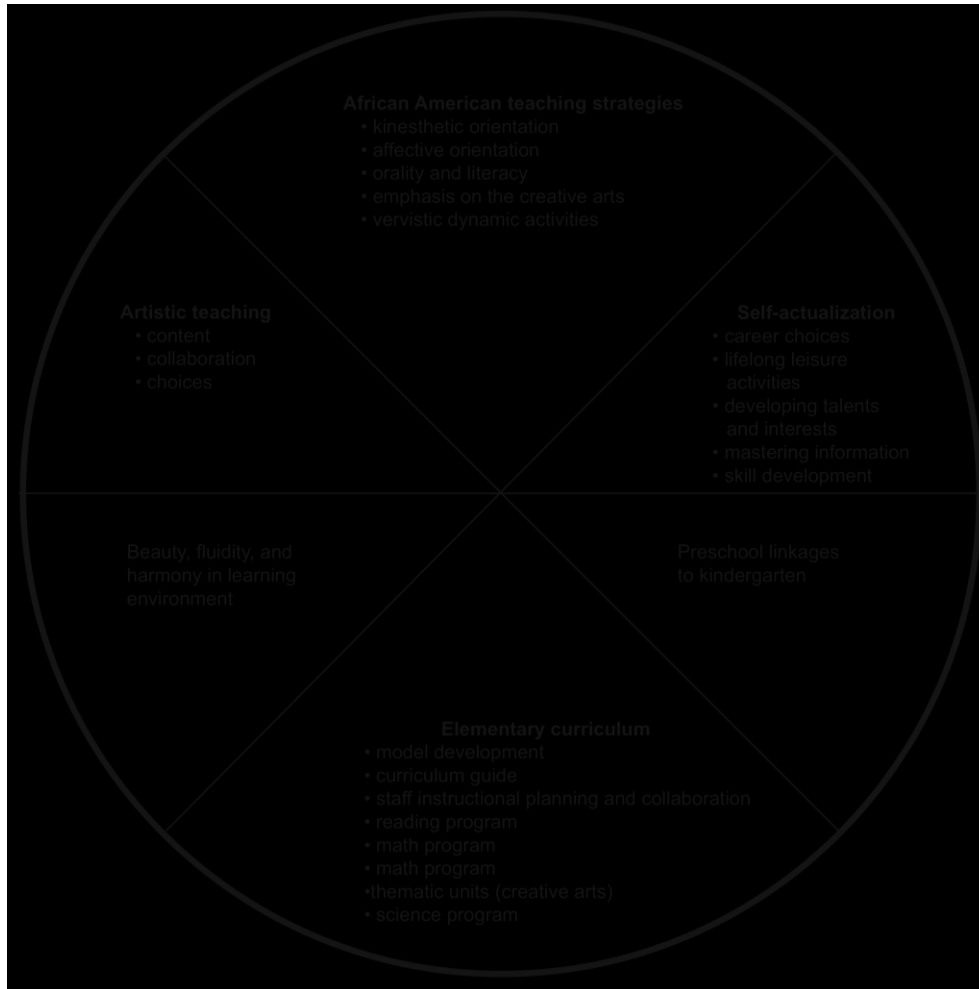 African American teaching strategies
• kinesthetic orientation
• affective orientation
• orality and literacy
• emphasis on the creative arts
• vervistic dynamic activities
Artistic teaching
• content
• collaboration
• choices
Self-actualization
• career choices
• lifelong leisure
activities
• developing talents
and interests
• mastering information
• skill development
Beauty, fluidity, and
harmony in learning
environment
Preschool linkages
to kindergarten
Elementary curriculum
• model development
• curriculum guide
• staff instructional planning and collaboration
• reading program
• math program
• math program
•thematic units (creative arts)
• science program